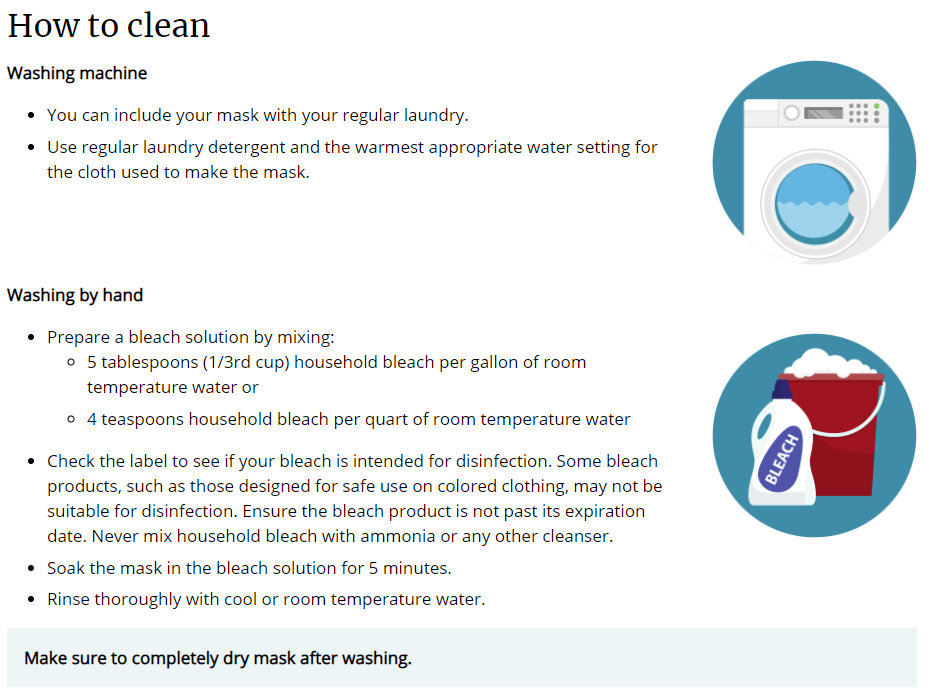 How to clean
Washing machine
You can include your mask with your regular laundry.
Use regular laundry detergent and the warmest appropriate water setting for
the cloth used to make the mask.
Washing by hand
Prepare a bleach solution by mixing:
5 tablespoons (1/3rd cup) household bleach per gallon of room
temperature water or
4 teaspoons household bleach per quart of room temperature water
Check the label to see if your bleach is intended for disinfection. Some bleach
products, such as those designed for safe use on colored clothing, may not be
suitable for disinfection. Ensure the bleach product is not past its expiration
date. Never mix household bleach with ammonia or any other cleanser.
Soak the mask in the bleach solution for 5 minutes.
Rinse thoroughly with cool or room temperature water.
BLEACH
Make sure to completely dry mask after washing.